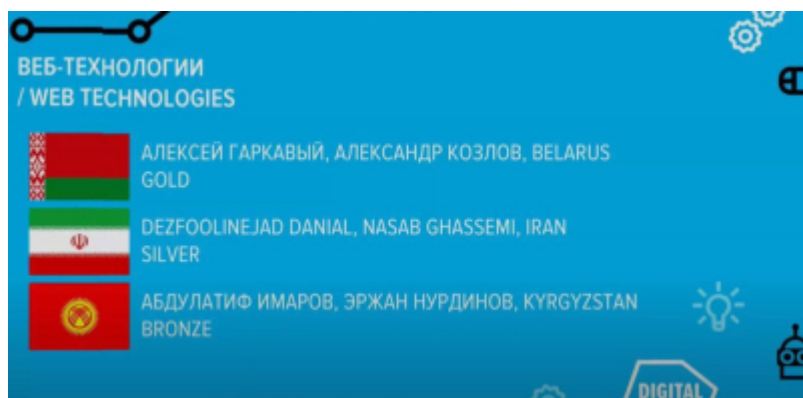 ВЕБ-ТЕХНОЛОГИИ
/ WEB TECHNOLOGIES
АЛЕКСЕЙ ГАРКАВЫЙ, АЛЕКСАНДР КОЗЛОВ, BELARUS
GOLD
DEZFOOLINEJAD DANIAL, NASAB GHASSEMI, IRAN
SILVER
АБДУЛАТИФ ИМАРОВ, ЭРЖАН НУРДИНОВ, KYRGYZSTAN
BRONZE
DIGITAL